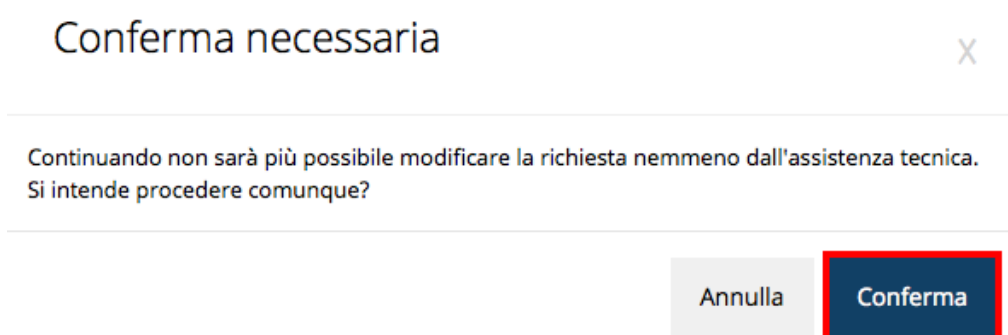 Conferma necessaria
X
Continuando non sarà più possibile modificare la richiesta nemmeno dall'assistenza tecnica.
Si intende procedere comunque?
Annulla
Conferma